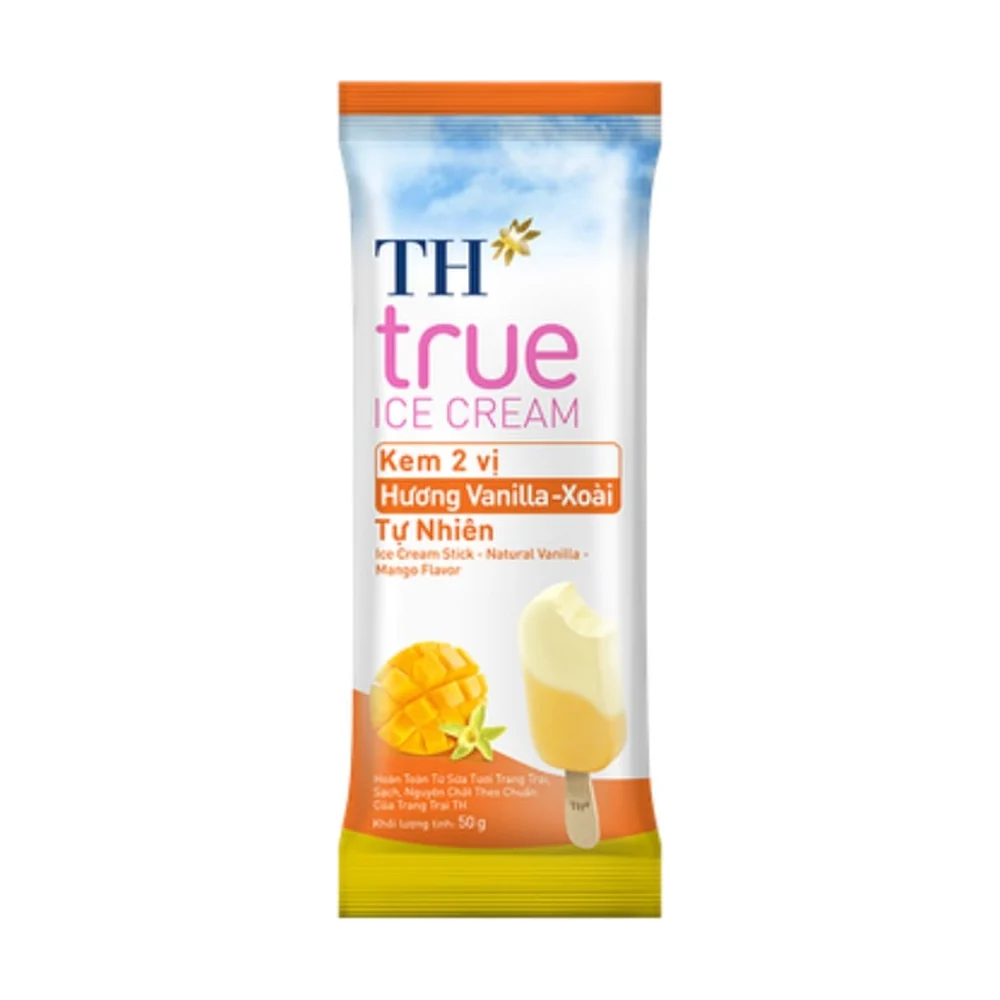 TH
true
ICE CREAM
Kem 2 vị
Hương Vanilla-Xoài
Tự Nhiên
Ice Cream Stick - Natural Vanilla -
Mango Flavor
Hoàn Toàn Từ Sữa Tươi Trang Trại,
Sạch, Nguyên Chất Theo Chuẩn
Của Trang Trại TH
Khối lượng tịnh: 50 g
TH